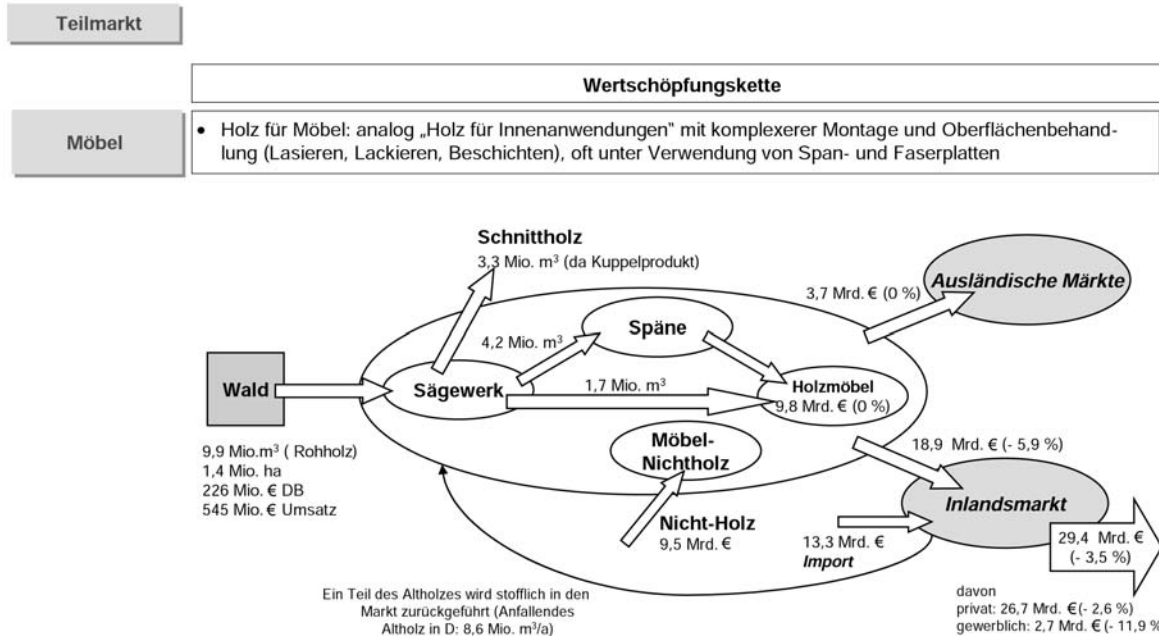 Teilmarkt
Wertschöpfungskette
Möbel
• Holz für Möbel: analog „Holz für Innenanwendungen“ mit komplexerer Montage und Oberflächenbehand-
lung (Lasieren, Lackieren, Beschichten), oft unter Verwendung von Span- und Faserplatten
Schnittholz
3,3 Mio. m³ (da Kuppelprodukt)
Ausländische Märkte
3,7 Mrd. € (0 %)
Späne
4,2 Mio. m³
Wald
Sägewerk
1,7 Mio. m³
Holzmöbel
9,8 Mrd. € (0 %)
9,9 Mio.m³ ( Rohholz)
1,4 Mio. ha
226 Mio. € DB
545 Mio. € Umsatz
Möbel-
Nichtholz
18,9 Mrd. € (- 5,9 %)
Inlandsmarkt
Nicht-Holz
9,5 Mrd. €
13,3 Mrd. €
Import
29,4 Mrd. €
(- 3,5 %)
Ein Teil des Altholzes wird stofflich in den
Markt zurückgeführt (Anfallendes
Altholz in D: 8,6 Mio. m³/a)
davon
privat: 26,7 Mrd. € (- 2,6 %)
gewerblich: 2,7 Mrd. € (- 11,9 %